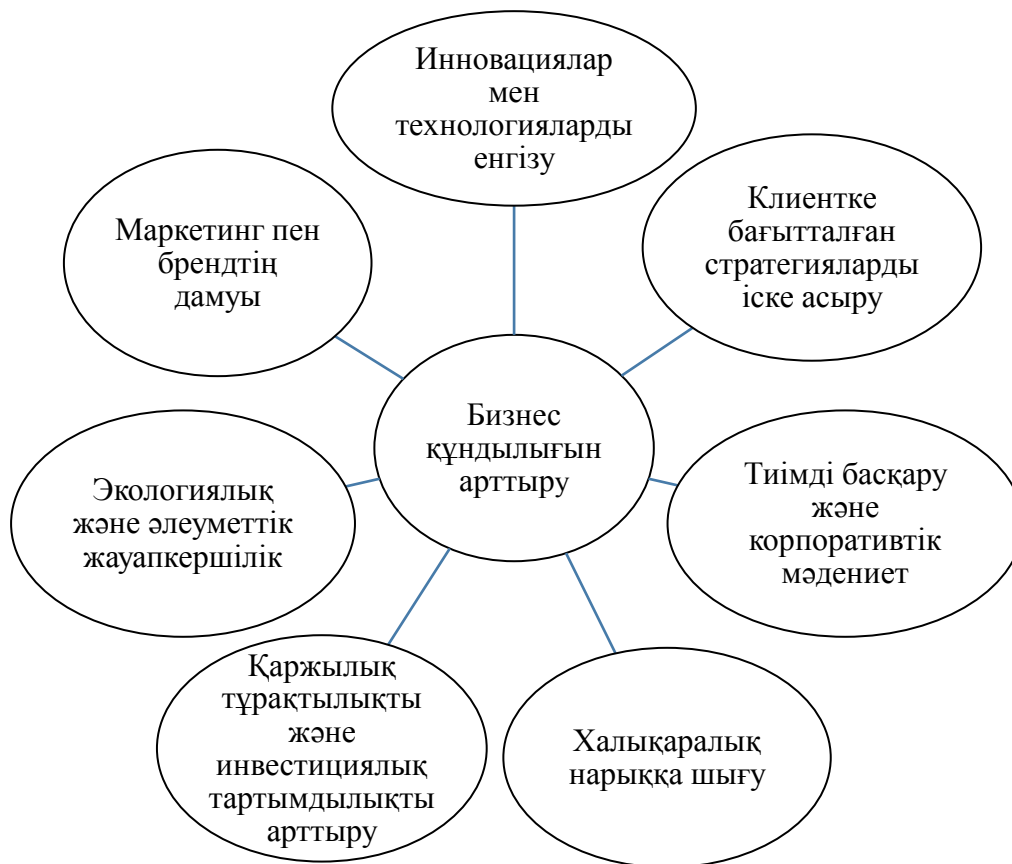 Инновациялар
мен
технологияларды
енгізу
Клиентке
бағытталған
стратегияларды
іске асыру
Маркетинг пен
брендтің
дамуы
Бизнес
құндылығын
арттыру
Экологиялық
және әлеуметтік
жауапкершілік
Тиімді басқару
және
корпоративтік
мәдениет
Қаржылық
тұрақтылықты
және
инвестициялық
тартымдылықты
арттыру
Халықаралық
нарыққа шығу